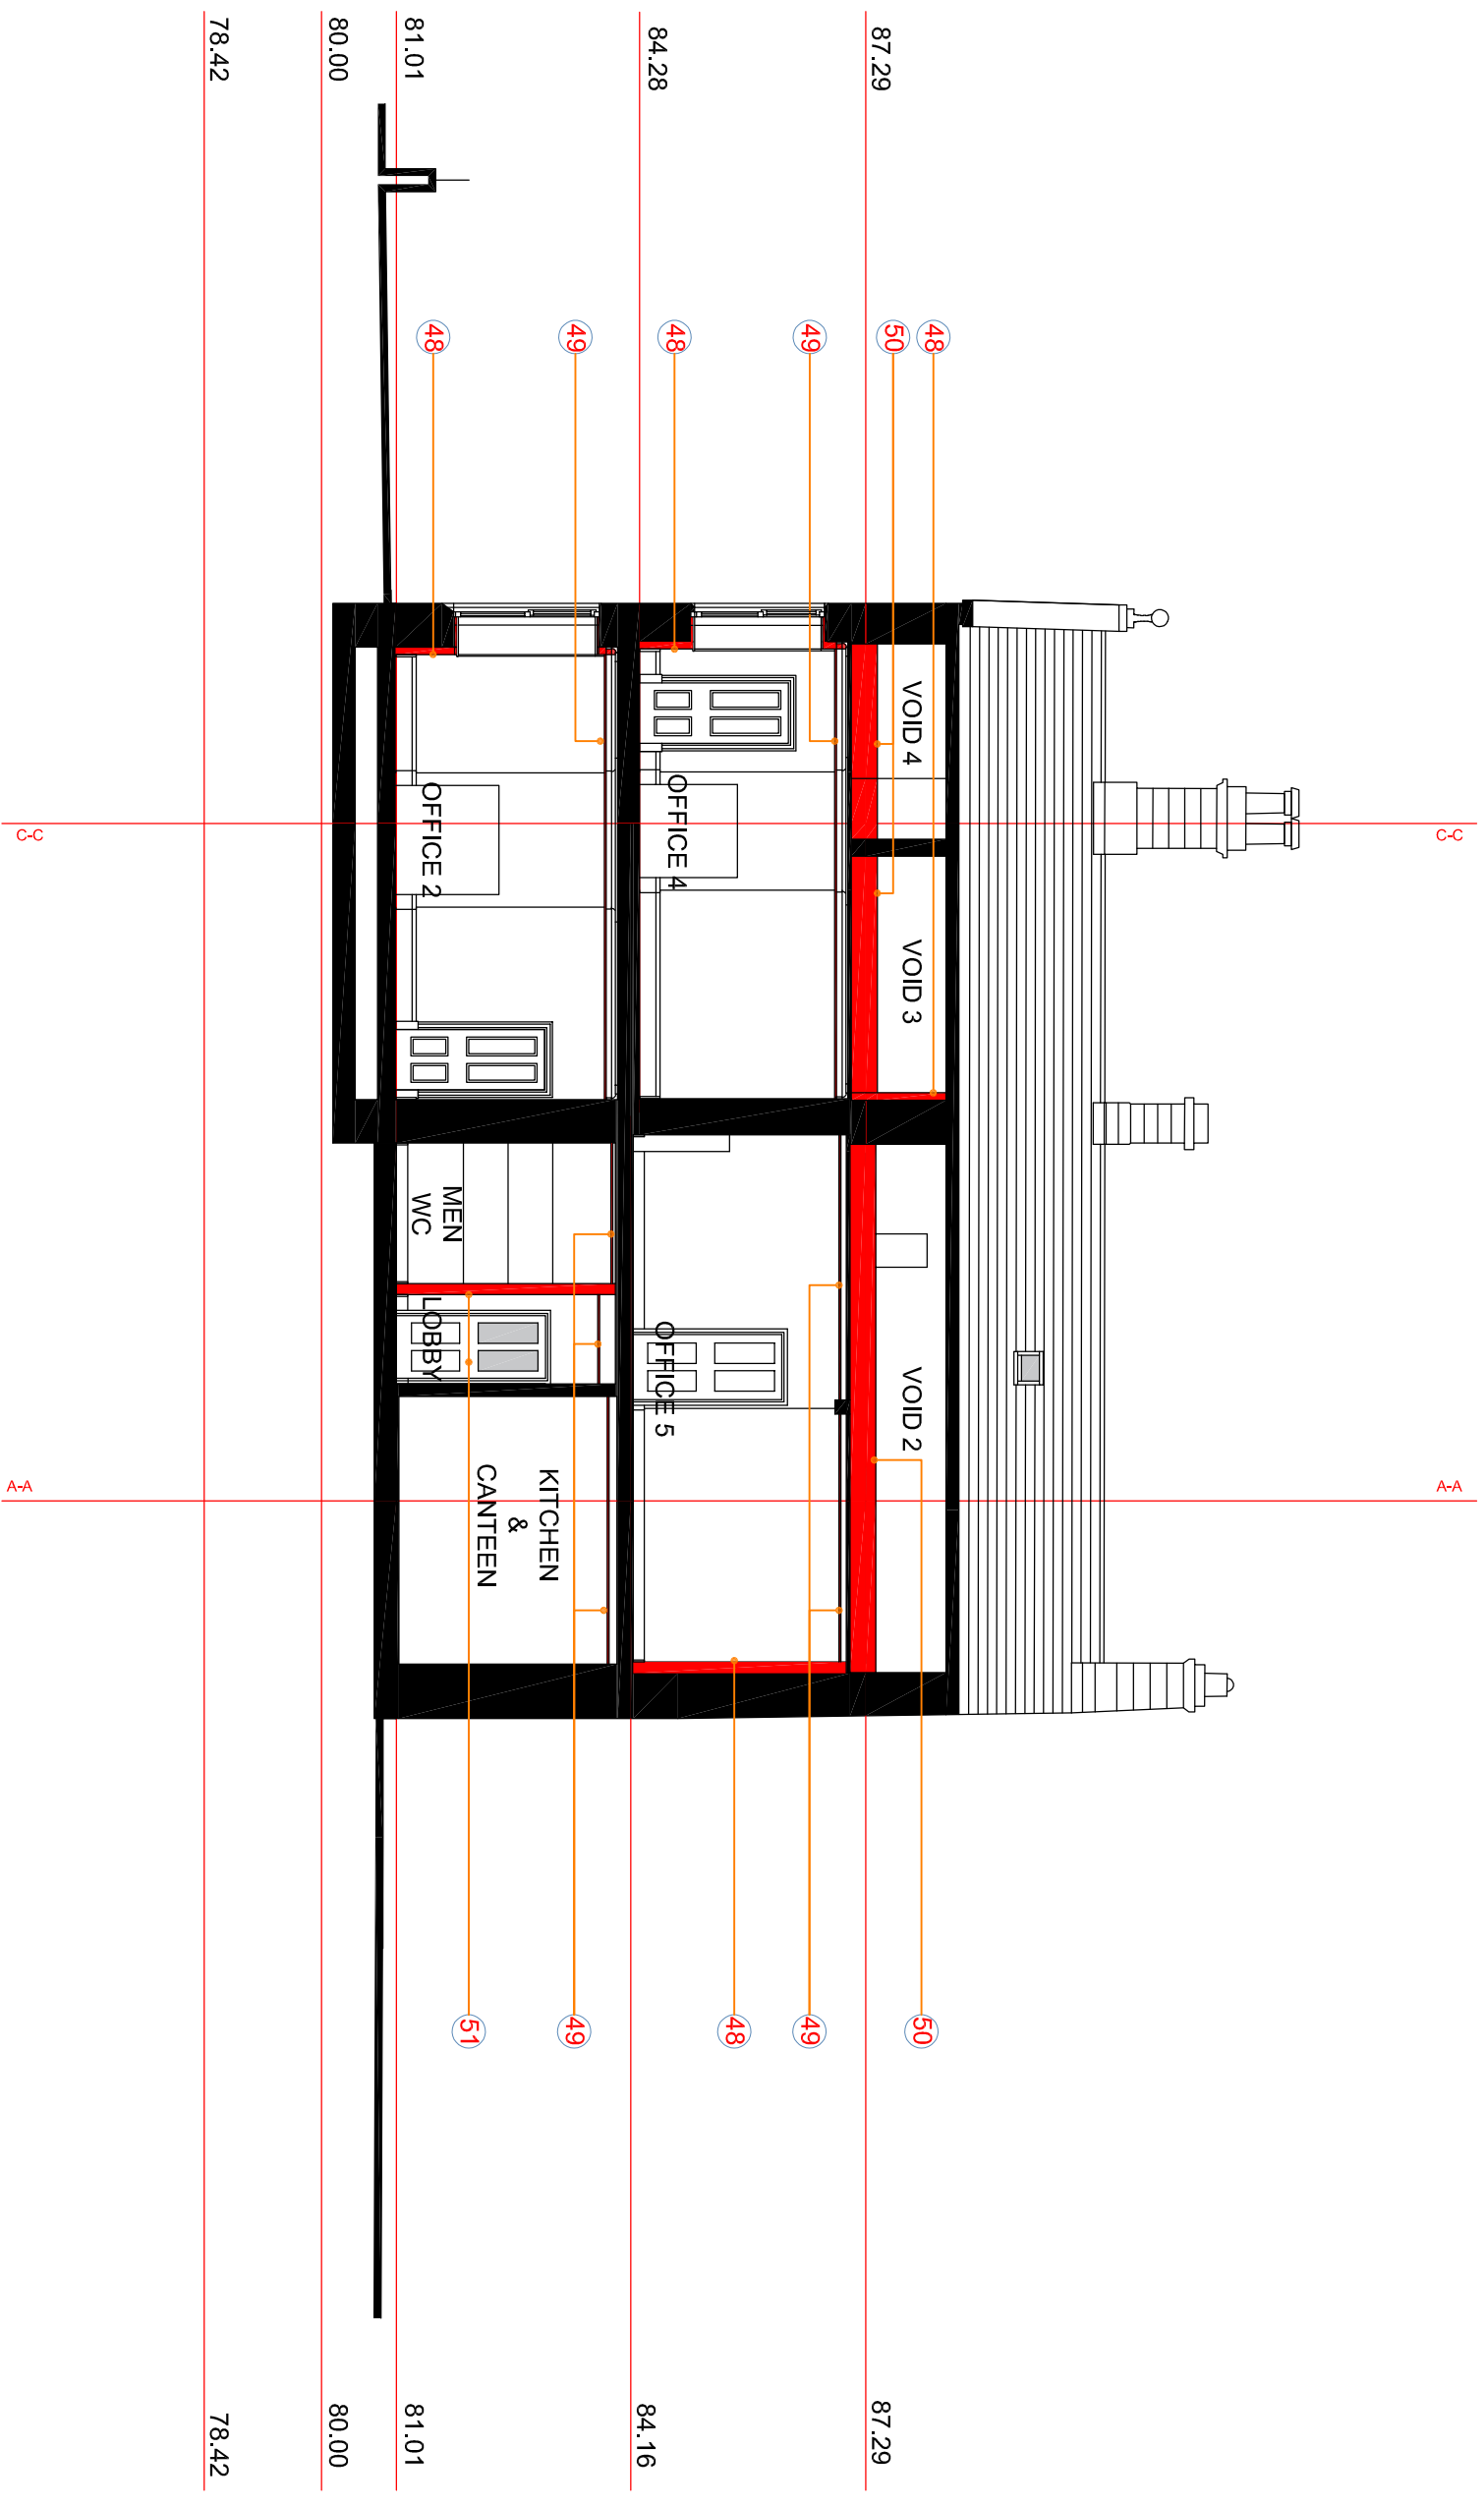 87.29
84.28
81.01
80.00
78.42
48
50
49
48
49
48
VOID 4
VOID 3
VOID 2
OFFICE 4
OFFICE 5
OFFICE 2
MEN
WC
LOBBY
KITCHEN
&
CANTEEN
C-C
C-C
A-A
A-A
50
49
48
49
51
87.29
84.16
81.01
80.00
78.42